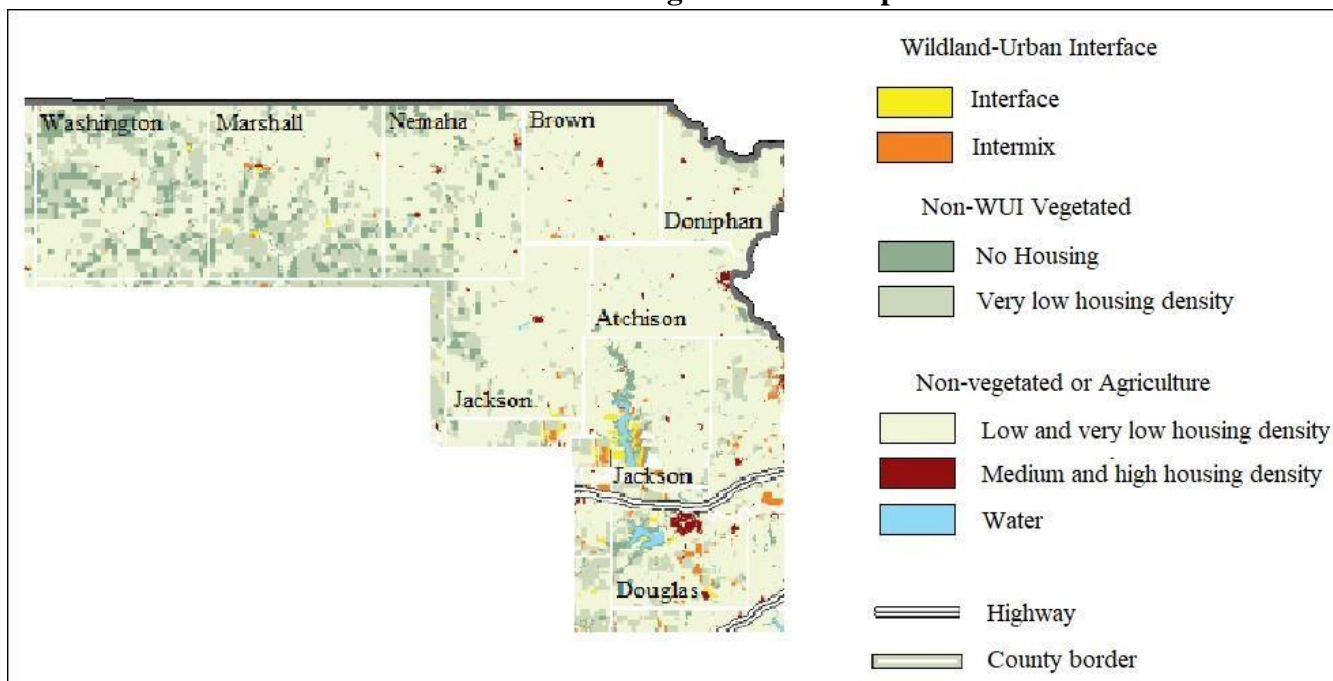 Wildland-Urban Interface
Interface
Intermix
Non-WUI Vegetated
No Housing
Very low housing density
Non-vegetated or Agriculture
Low and very low housing density
Medium and high housing density
Water
Highway
County border
Washington
Marshall
Nemaha
Brown
Doniphan
Atchison
Jackson
Jackson
Douglas